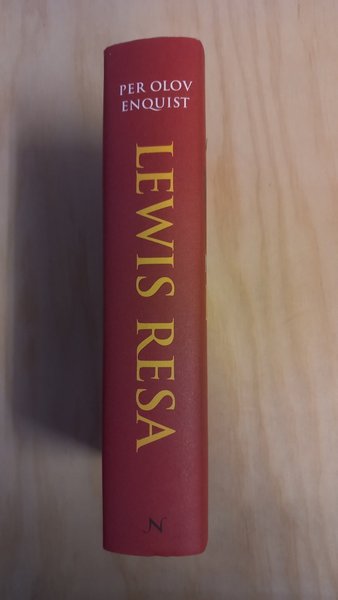 PER OLOV
ENQUIST
LEWIS RESA
N